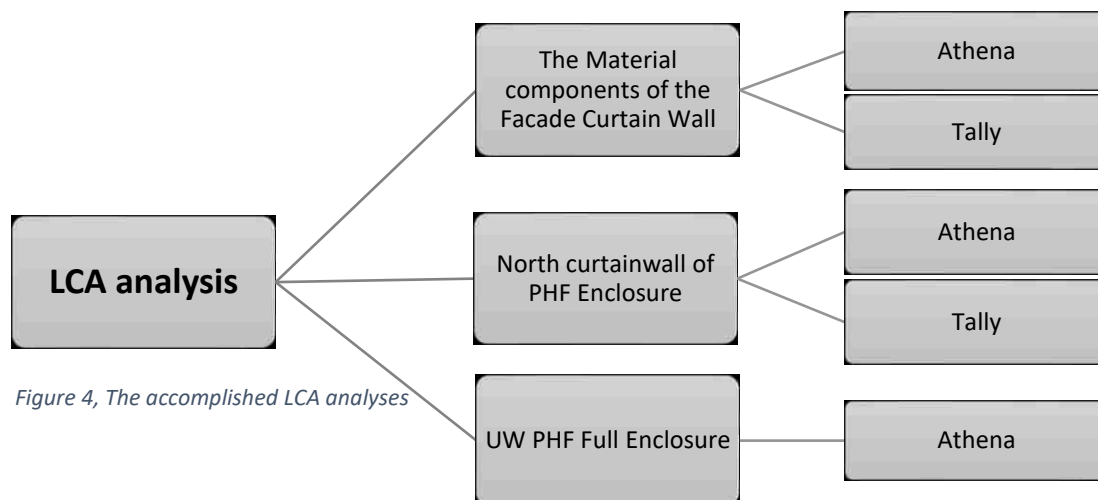 The Material
components of the
Facade Curtain Wall
Athena
Tally
LCA analysis
North curtainwall of
PHF Enclosure
Athena
Tally
Figure 4, The accomplished LCA analyses
UW PHF Full Enclosure
Athena